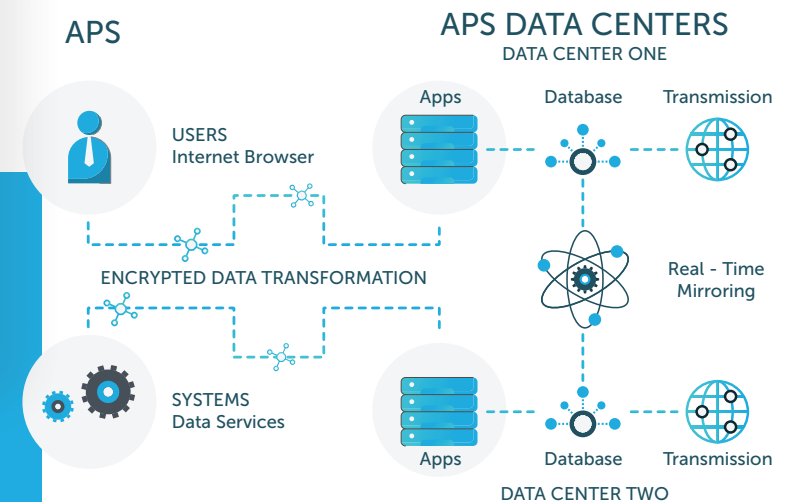 APS
APS DATA CENTERS
DATA CENTER ONE
Apps
Database
Transmission
USERS
Internet Browser
ENCRYPTED DATA TRANSFORMATION
Real - Time
Mirroring
SYSTEMS
Data Services
Apps
Database
Transmission
DATA CENTER TWO